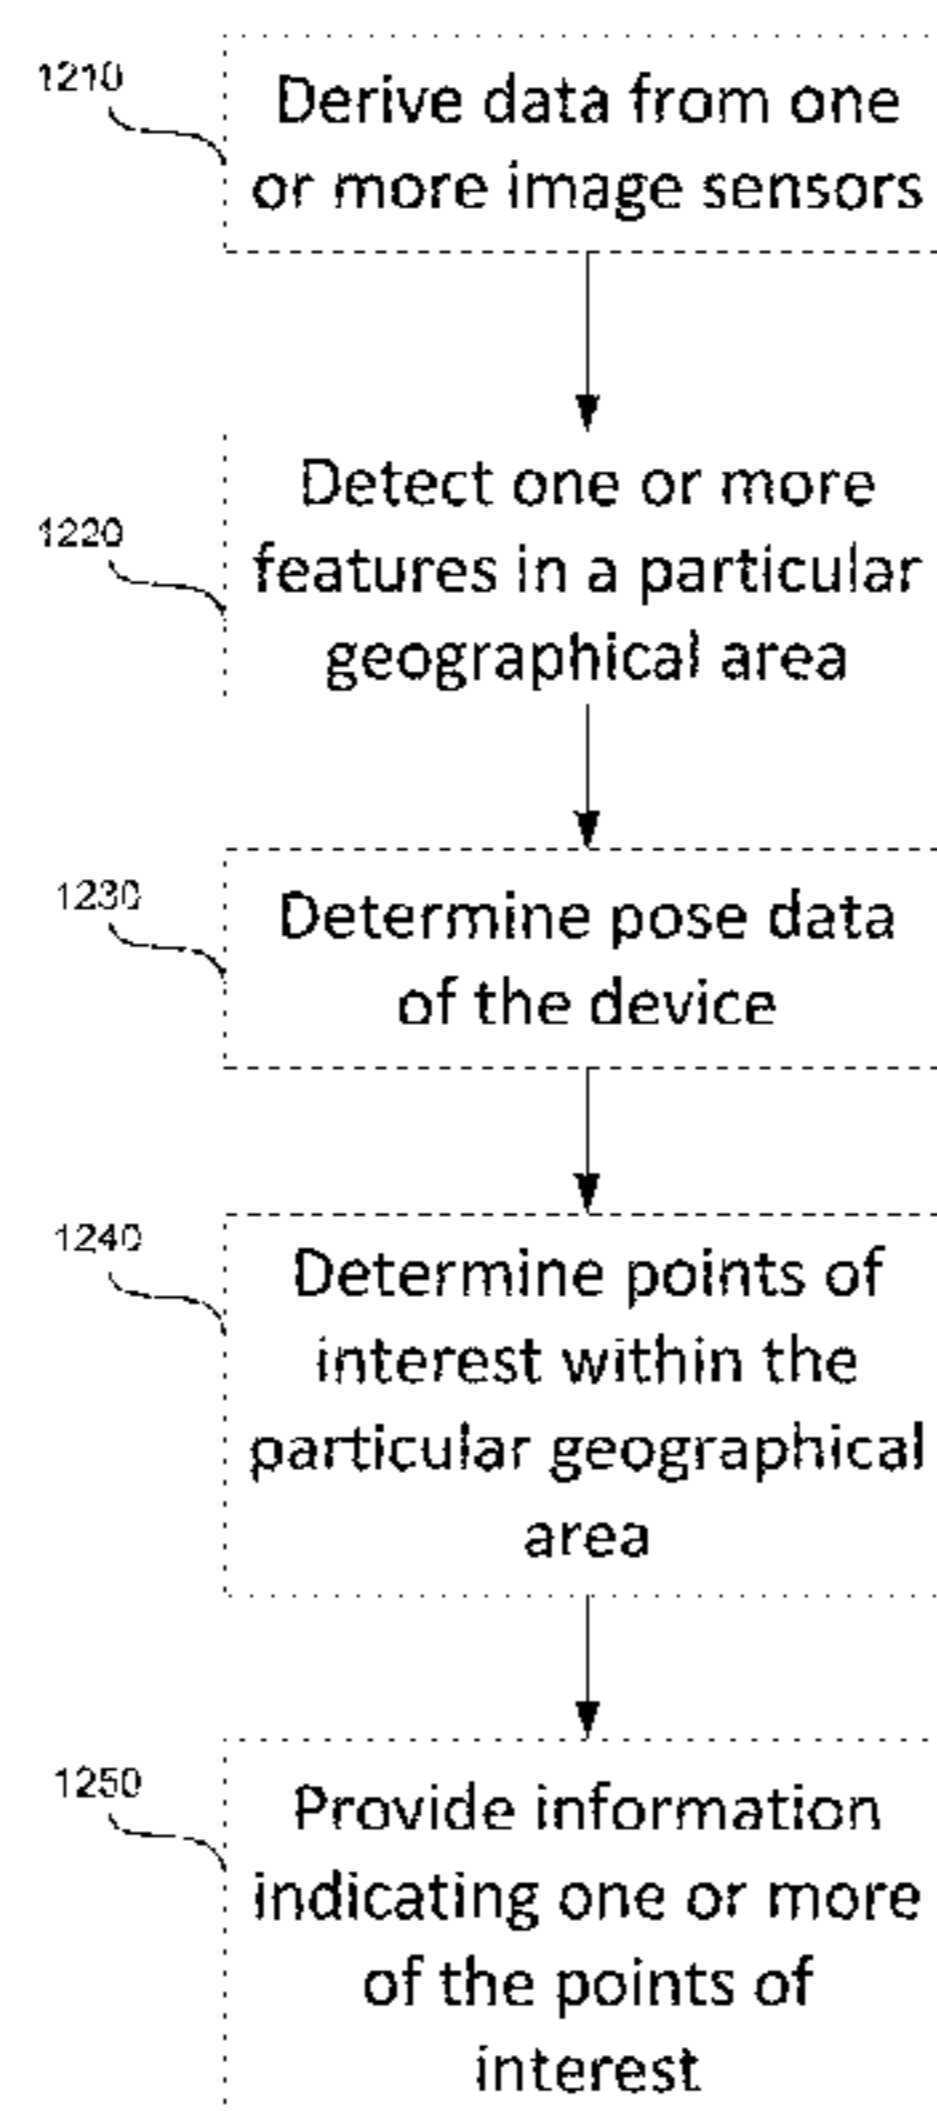 1210
Derive data from one
or more image sensors
1220
Detect one or more
features in a particular
geographical area
1230
Determine pose data
of the device
1240
Determine points of
interest within the
particular geographical
area
1250
Provide information
indicating one or more
of the points of
interest